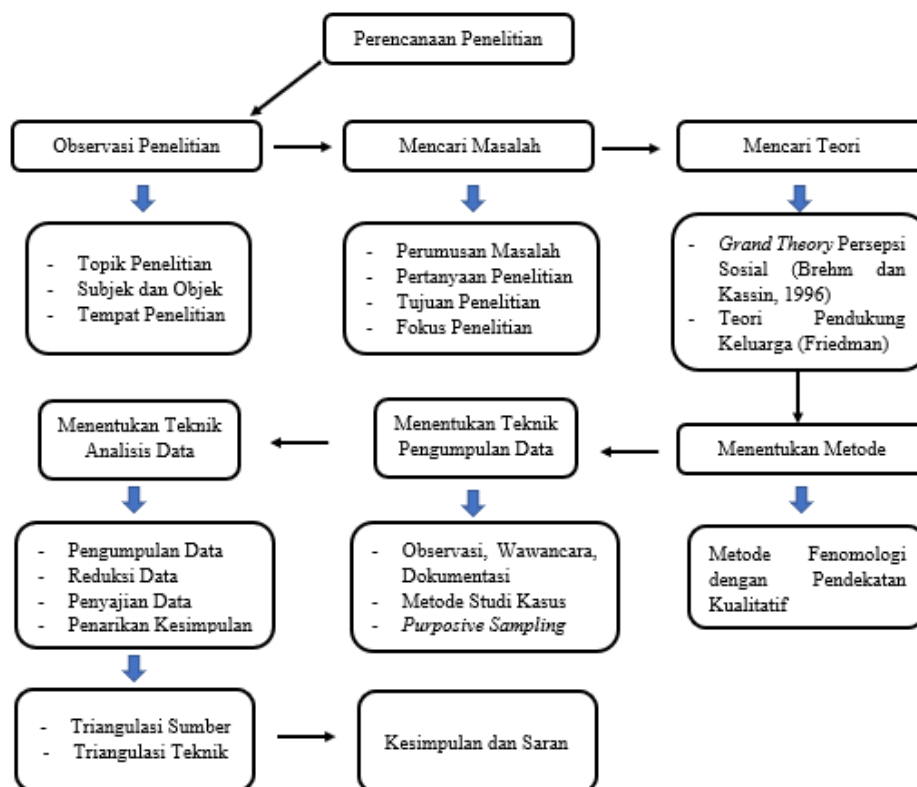 Perencanaan Penelitian
Observasi Penelitian
Mencari Masalah
Mencari Teori
- Topik Penelitian
- Subjek dan Objek
- Tempat Penelitian
- Perumusan Masalah
- Pertanyaan Penelitian
- Tujuan Penelitian
- Fokus Penelitian
- Grand Theory Persepsi
Sosial (Brehm dan
Kassin, 1996)
- Teori Pendukung
Keluarga (Friedman)
Menentukan Metode
Menentukan Teknik
Pengumpulan Data
Menentukan Teknik
Analisis Data
Metode Fenomologi
dengan Pendekatan
Kualitatif
- Observasi, Wawancara,
Dokumentasi
- Metode Studi Kasus
- Purposive Sampling
- Pengumpulan Data
- Reduksi Data
- Penyajian Data
- Penarikan Kesimpulan
- Triangulasi Sumber
- Triangulasi Teknik
Kesimpulan dan Saran